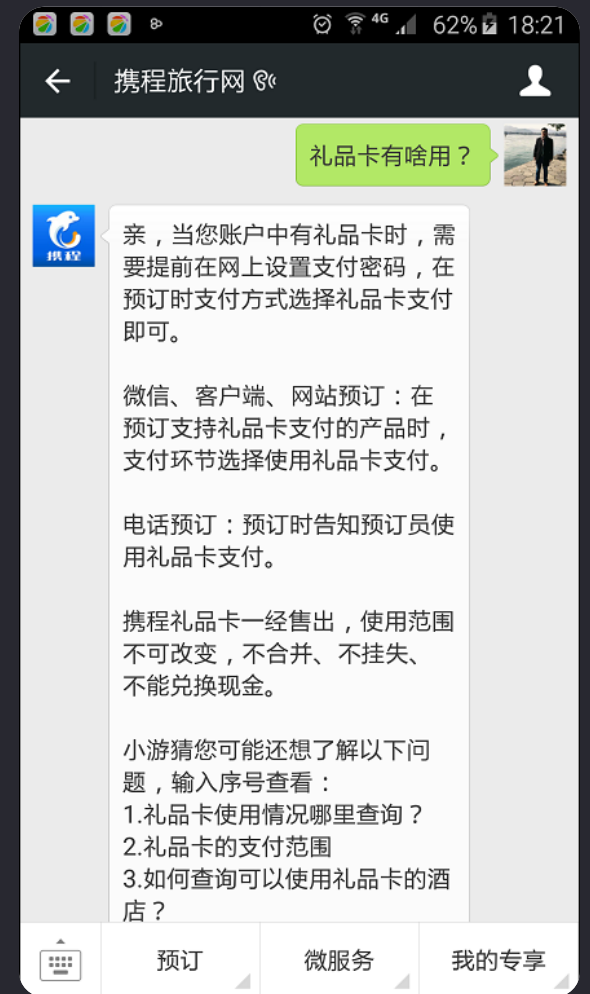 4G 62% 18:21
携程旅行网
礼品卡有啥用？
携程
亲，当您账户中有礼品卡时，需
要提前在网上设置支付密码，在
预订时支付方式选择礼品卡支付
即可。
微信、客户端、网站预订：在
预订支持礼品卡支付的产品时，
支付环节选择使用礼品卡支付。
电话预订：预订时告知预订员使
用礼品卡支付。
携程礼品卡一经售出，使用范围
不可改变，不合并、不挂失、
不能兑换现金。
小游猜您可能还想了解以下问
题，输入序号查看：
1.礼品卡使用情况哪里查询？
2.礼品卡的支付范围
3.如何查询可以使用礼品卡的酒
店？
预订 微服务 我的专享